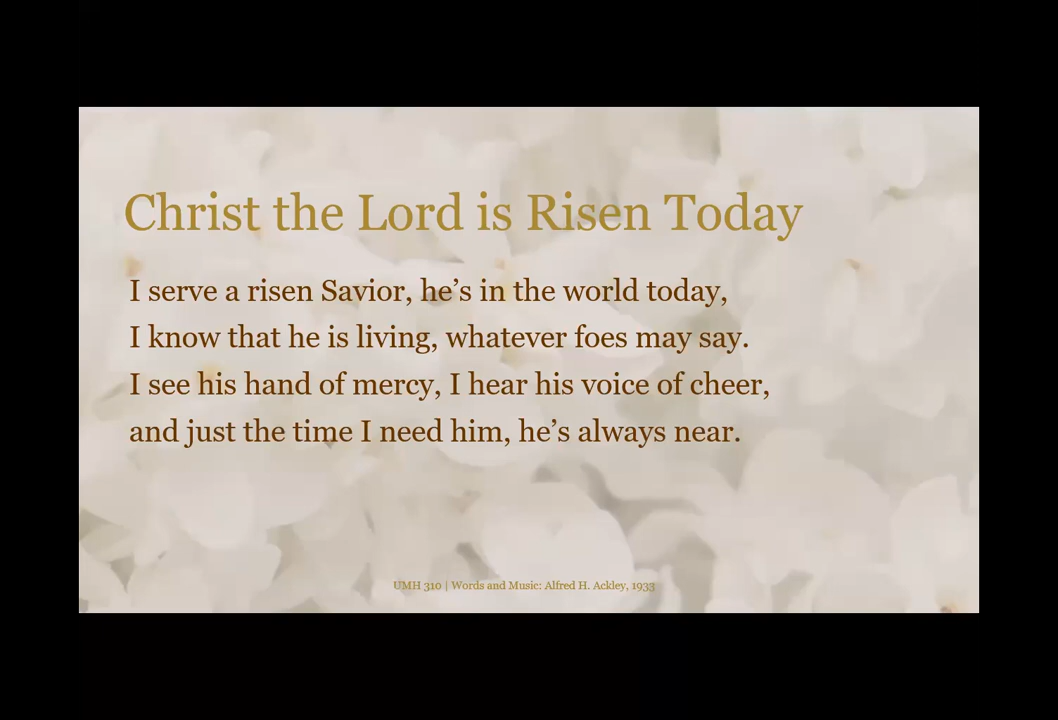 Christ the Lord is Risen Today
I serve a risen Savior, he’s in the world today,
I know that he is living, whatever foes may say.
I see his hand of mercy, I hear his voice of cheer,
and just the time I need him, he’s always near.
UMH 310 | Words and Music: Alfred H. Ackley, 1933